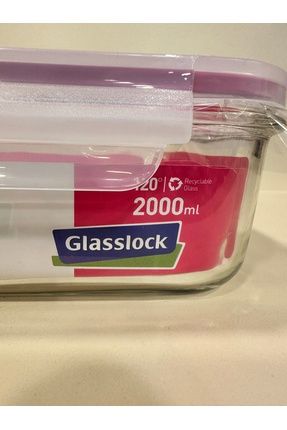 120° | Recyclable
Glass
2000ml
Glasslock